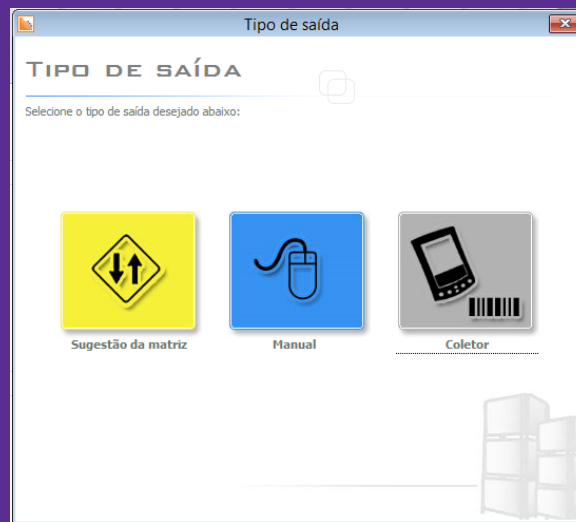 Tipo de saída
TIPO DE SAÍDA
Selecione o tipo de saída desejado abaixo:
Sugestão da matriz
Manual
Coletor